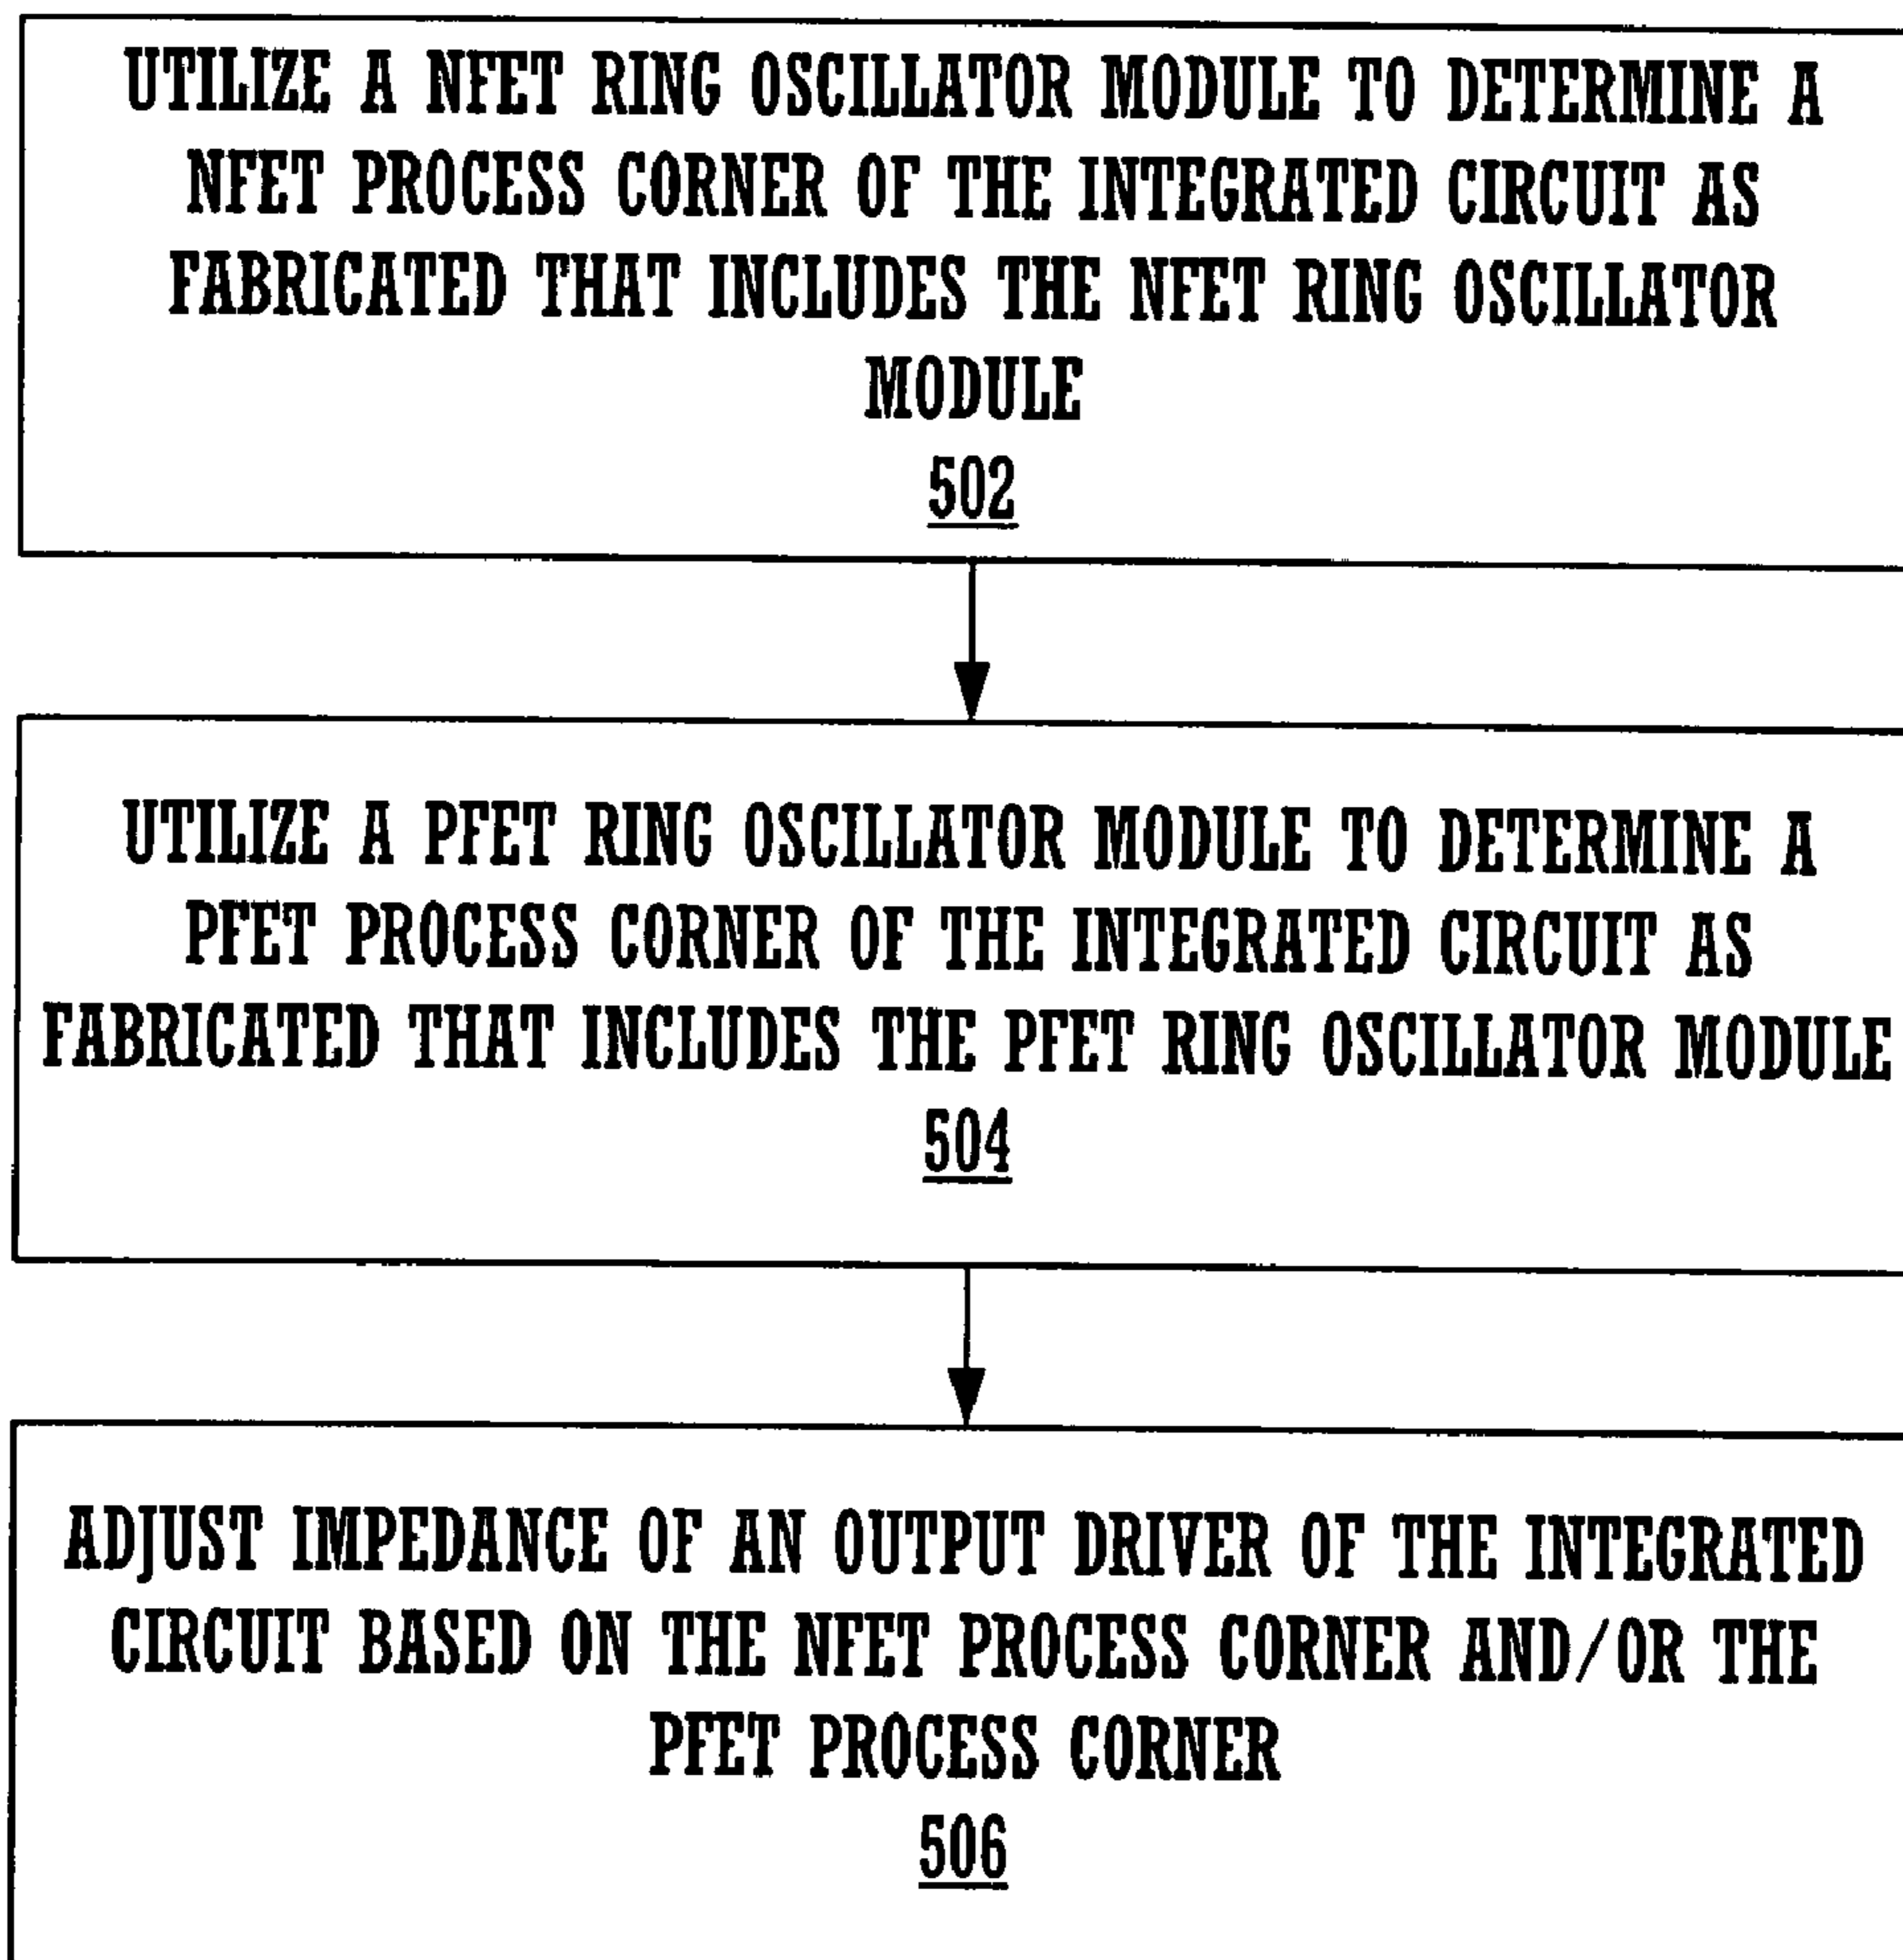 UTILIZE A NFET RING OSCILLATOR MODULE TO DETERMINE A
NFET PROCESS CORNER OF THE INTEGRATED CIRCUIT AS
FABRICATED THAT INCLUDES THE NFET RING OSCILLATOR
MODULE
502
UTILIZE A PFET RING OSCILLATOR MODULE TO DETERMINE A
PFET PROCESS CORNER OF THE INTEGRATED CIRCUIT AS
FABRICATED THAT INCLUDES THE PFET RING OSCILLATOR MODULE
504
ADJUST IMPEDANCE OF AN OUTPUT DRIVER OF THE INTEGRATED
CIRCUIT BASED ON THE NFET PROCESS CORNER AND/OR THE
PFET PROCESS CORNER
506